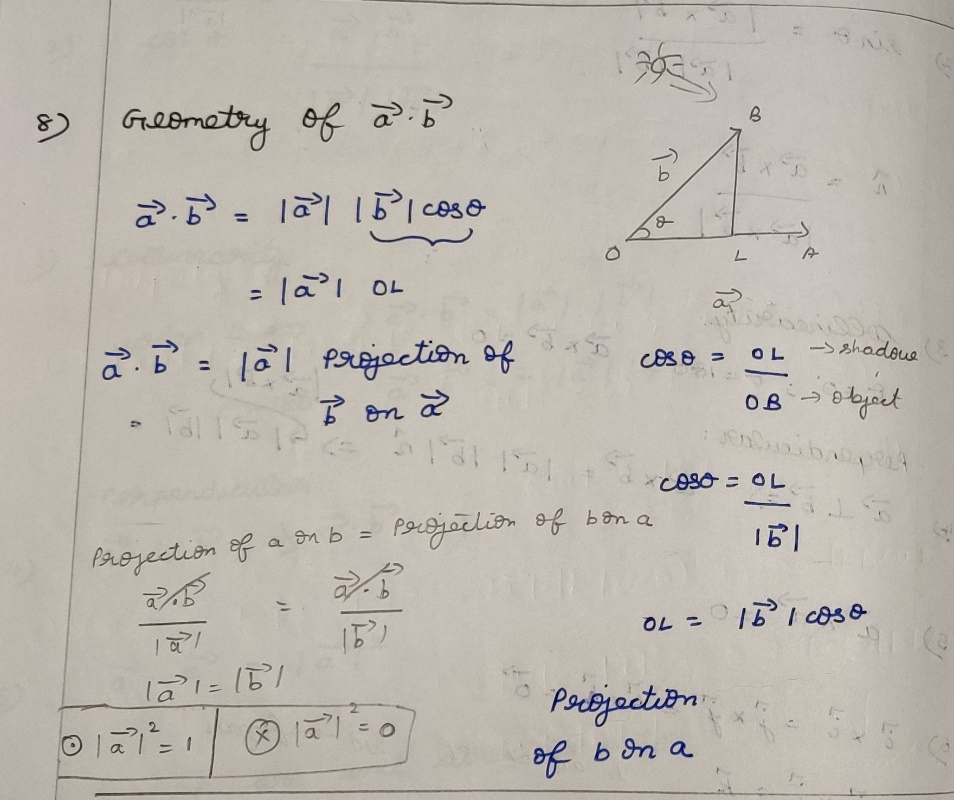 8) Geometry of a⃗·b⃗
B
b⃗
θ
O L A
a⃗
a⃗·b⃗ = |a⃗| |b⃗| cosθ
= |a⃗| OL
a⃗·b⃗ = |a⃗| Projection of
= b⃗ on a⃗
cosθ = OL → shadoue
OB → object
cosθ = OL
|b⃗|
OL = |b⃗| cosθ
Projection
of b on a
Projection of a on b = Projection of b on a
a⃗·b⃗ = a⃗·b⃗
|a⃗| |b⃗|
|a⃗| = |b⃗|
⊙ |a⃗|² = 1 ⓧ |a⃗|² = 0